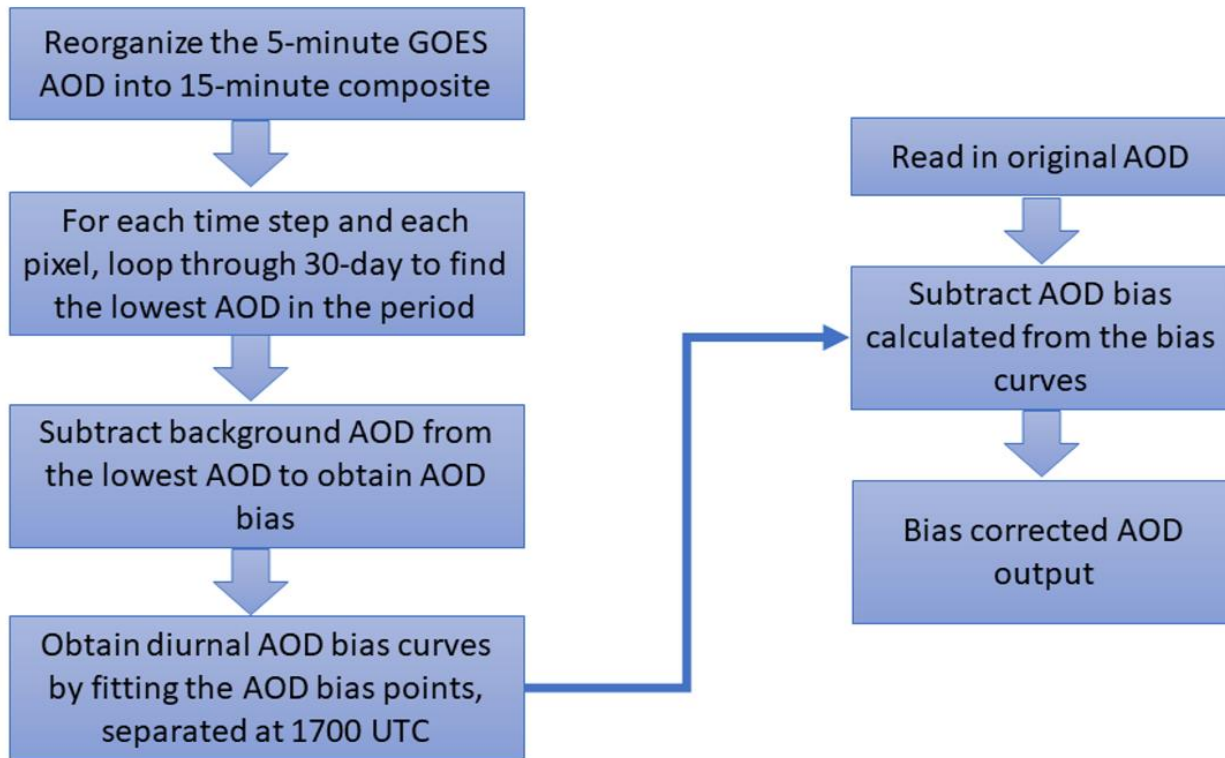 Reorganize the 5-minute GOES
AOD into 15-minute composite
For each time step and each
pixel, loop through 30-day to find
the lowest AOD in the period
Subtract background AOD from
the lowest AOD to obtain AOD
bias
Obtain diurnal AOD bias curves
by fitting the AOD bias points,
separated at 1700 UTC
Read in original AOD
Subtract AOD bias
calculated from the bias
curves
Bias corrected AOD
output